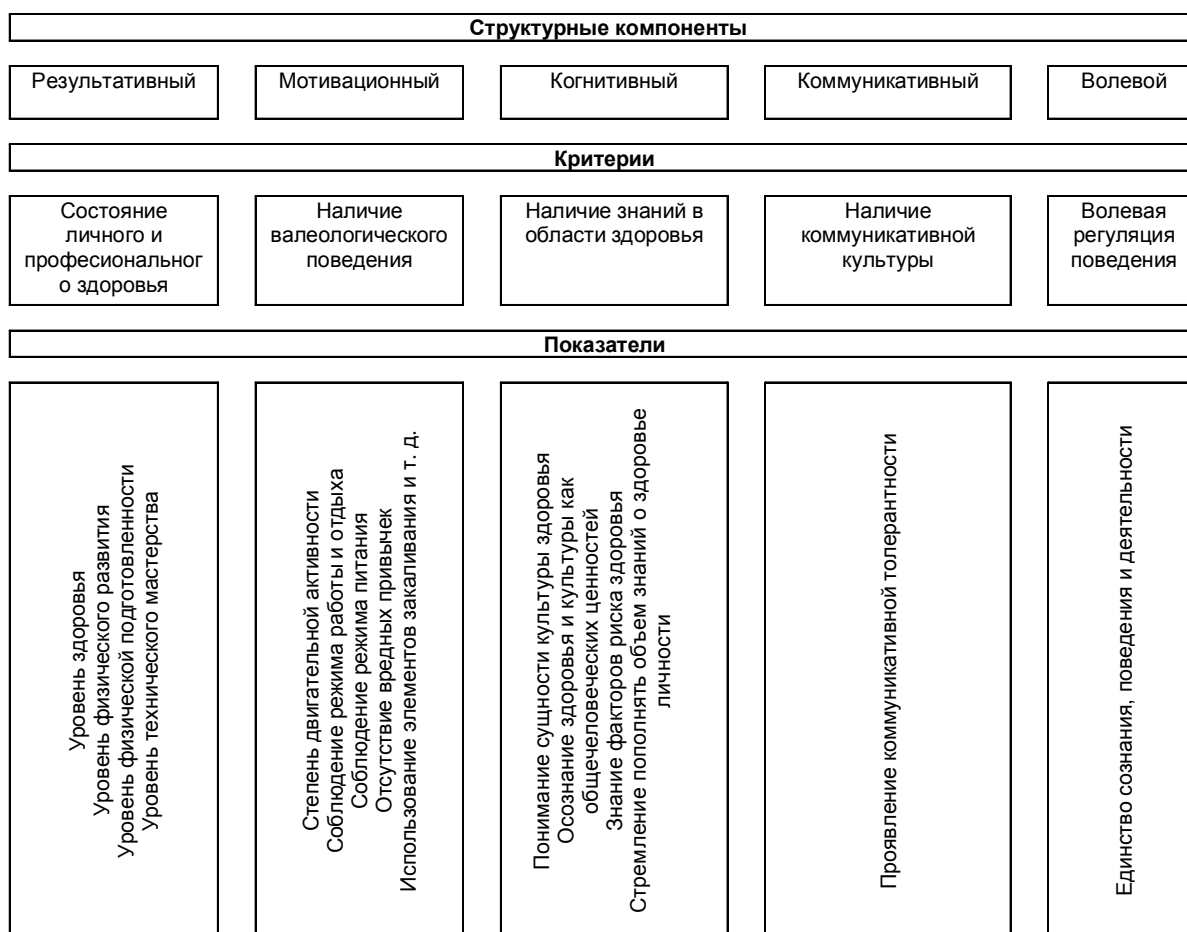 Структурные компоненты
Результативный
Мотивационный
Когнитивный
Коммуникативный
Волевой
Критерии
Состояние
личного и
професиональног
о здоровья
Наличие
валеологического
поведения
Наличие знаний в
области здоровья
Наличие
коммуникативной
культуры
Волевая
регуляция
поведения
Показатели
Уровень здоровья
Уровень физического развития
Уровень физической подготовленности
Уровень технического мастерства
Степень двигательной активности
Соблюдение режима работы и отдыха
Соблюдение режима питания
Отсутствие вредных привычек
Использование элементов закаливания и т. д.
Понимание сущности культуры здоровья
Осознание здоровья и культуры как
общечеловеческих ценностей
Знание факторов риска здоровья
Стремление пополнять объем знаний о здоровье
личности
Проявление коммуникативной толерантности
Единство сознания, поведения и деятельности